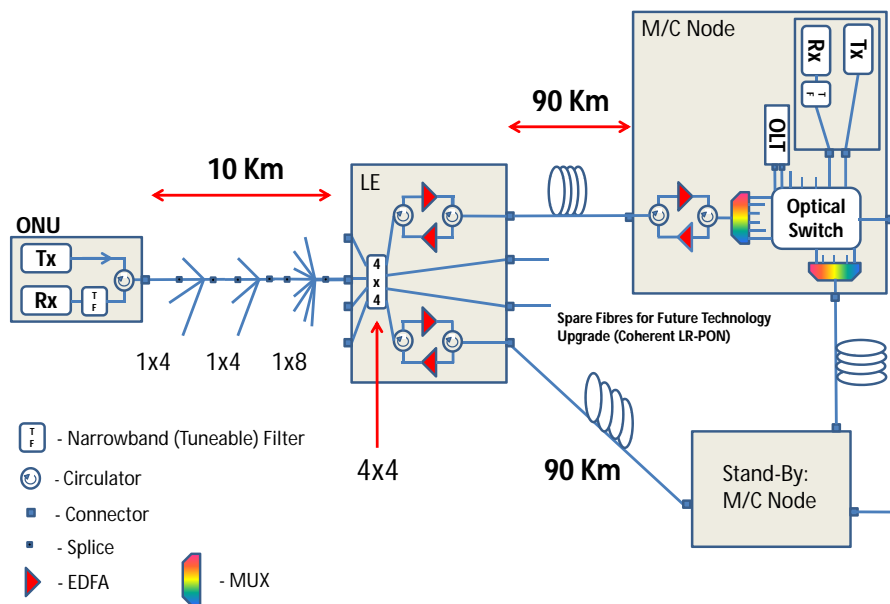 M/C Node
Rx
Tx
T F
OLT
Optical
Switch
90 Km
10 Km
LE
ONU
Tx
Rx
T F
4 x 4
1x4
1x4
1x8
Spare Fibres for Future Technology
Upgrade (Coherent LR-PON)
4x4
90 Km
Stand-By:
M/C Node
T F
- Narrowband (Tuneable) Filter
- Circulator
- Connector
- Splice
- EDFA
- MUX